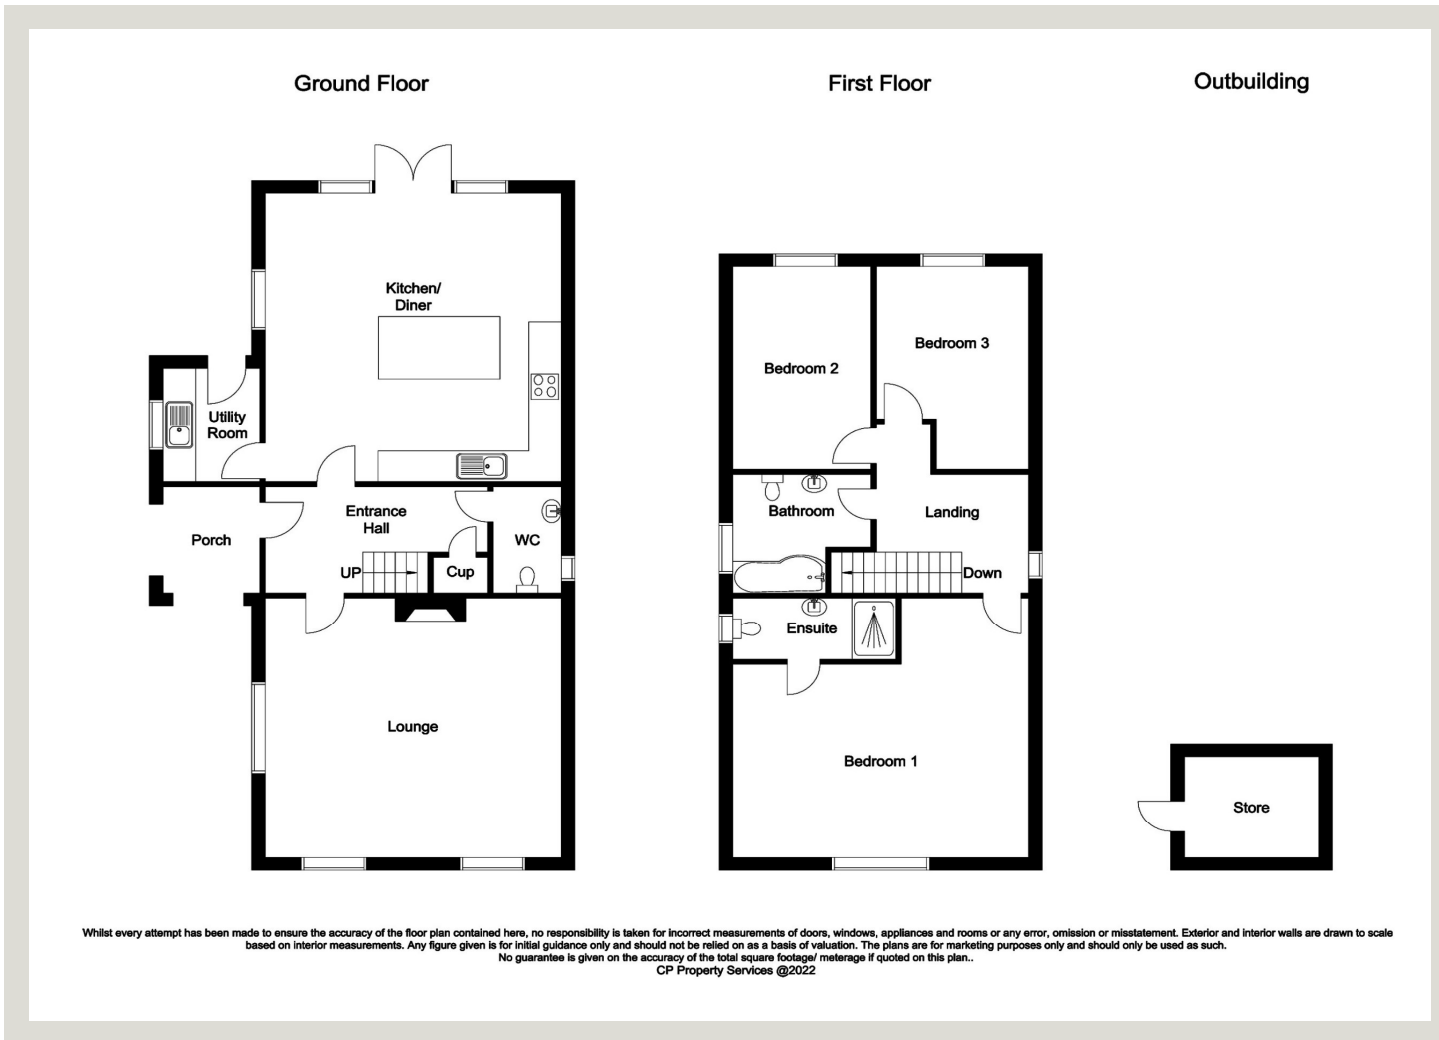 Ground Floor
First Floor
Outbuilding
Kitchen/
Diner
Utility
Room
Porch
Entrance
Hall
UP
Cup
WC
Lounge
Bedroom 2
Bedroom 3
Bathroom
Landing
Down
Ensuite
Bedroom 1
Store
Whilst every attempt has been made to ensure the accuracy of the floor plan contained here, no responsibility is taken for incorrect measurements of doors, windows, appliances and rooms or any error, omission or misstatement. Exterior and interior walls are drawn to scale
based on interior measurements. Any figure given is for initial guidance only and should not be relied on as a basis of valuation. The plans are for marketing purposes only and should only be used as such.
No guarantee is given on the accuracy of the total square footage/ meterage if quoted on this plan..
CP Property Services @2022